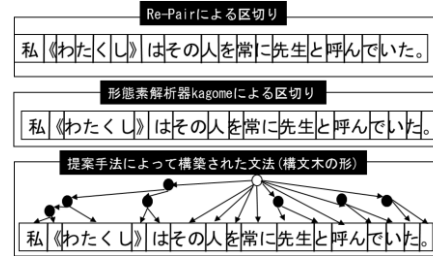 Re-Pairによる区切り
私《わたくし》はその人を常に先生と呼んでいた。
形態素解析器kagomeによる区切り
私《わたくし》はその人を常に先生と呼んでいた。
提案手法によって構築された文法(構文木の形)
私《わたくし》はその人を常に先生と呼んでいた。